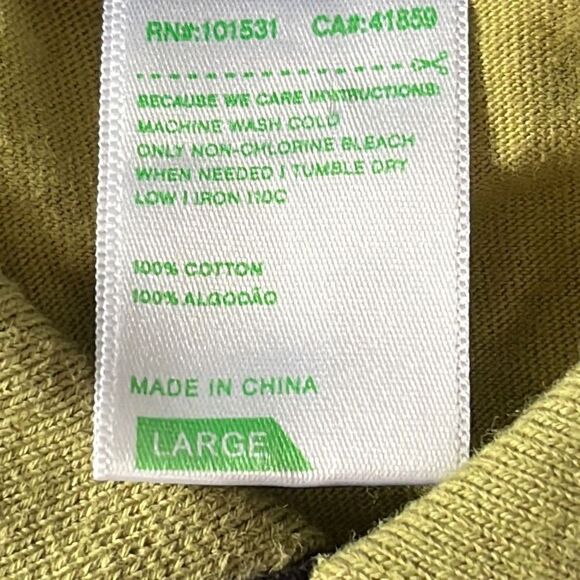 RN#:101531 CA#:41859
BECAUSE WE CARE INSTRUCTIONS:
MACHINE WASH COLD
ONLY NON-CHLORINE BLEACH
WHEN NEEDED | TUMBLE DRY
LOW | IRON 110C
100% COTTON
100% ALGODÃO
MADE IN CHINA
LARGE